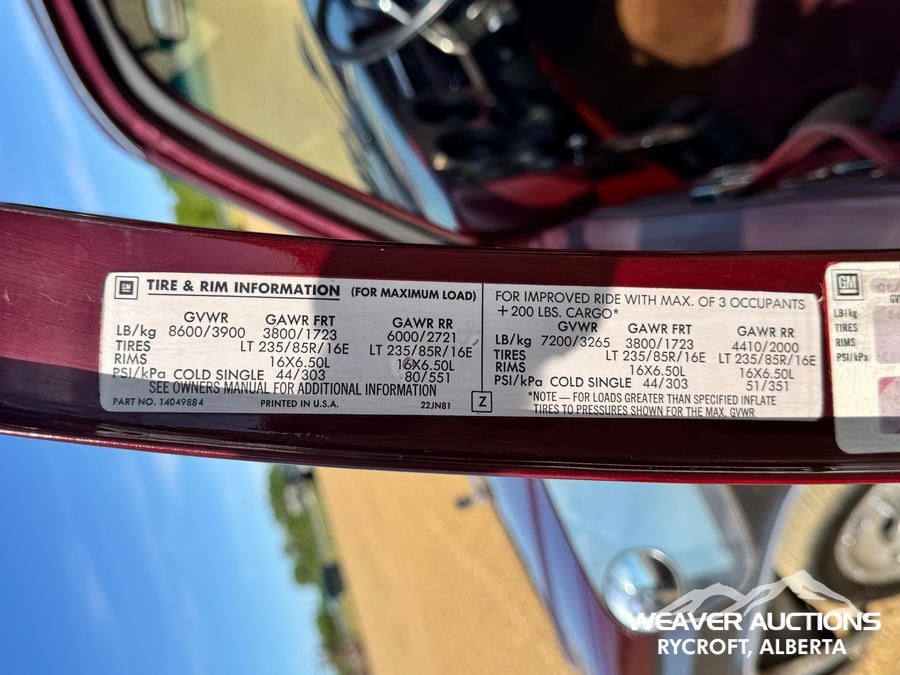 GM TIRE & RIM INFORMATION (FOR MAXIMUM LOAD)
GVWR GAWR FRT GAWR RR
LB/kg 8600/3900 3800/1723 6000/2721
TIRES LT 235/85R/16E LT 235/85R/16E
RIMS 16X6.50L 16X6.50L
PSI/kPa COLD SINGLE 44/303 80/551
SEE OWNERS MANUAL FOR ADDITIONAL INFORMATION
PART NO. 14049884 PRINTED IN U.S.A. 22JN81 Z
FOR IMPROVED RIDE WITH MAX. OF 3 OCCUPANTS
+ 200 LBS. CARGO*
GVWR GAWR FRT GAWR RR
LB/kg 7200/3265 3800/1723 4410/2000
TIRES LT 235/85R/16E LT 235/85R/16E
RIMS 16X6.50L 16X6.50L
PSI/kPa COLD SINGLE 44/303 51/351
*NOTE — FOR LOADS GREATER THAN SPECIFIED INFLATE
TIRES TO PRESSURES SHOWN FOR THE MAX. GVWR
GM
LB/kg
TIRES
RIMS
PSI/kPa
WEAVER AUCTIONS
RYCROFT, ALBERTA